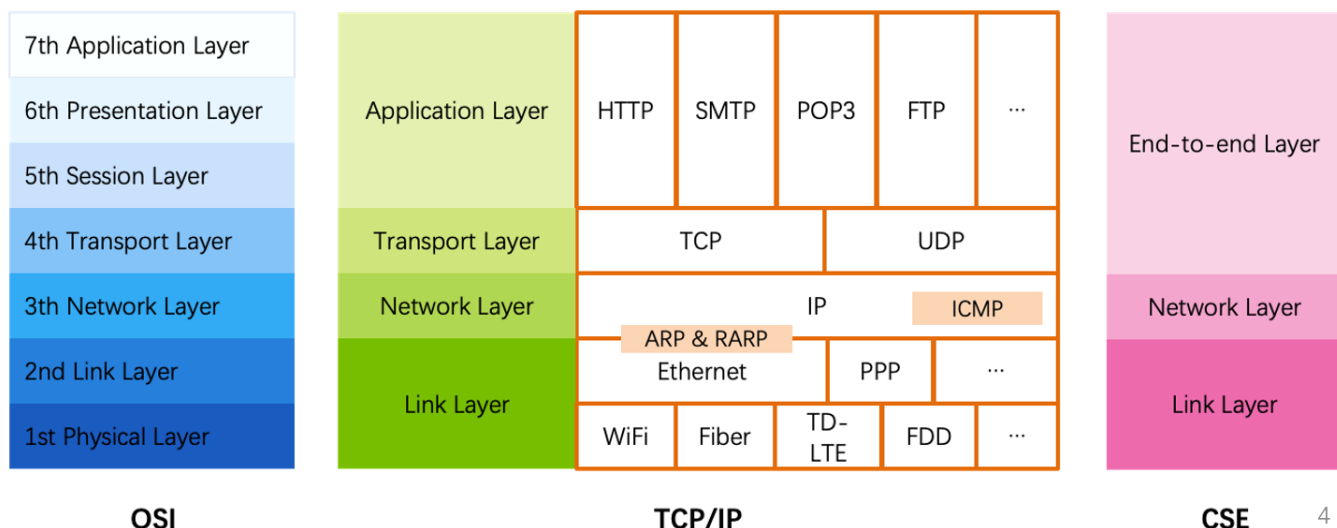 7th Application Layer
6th Presentation Layer
5th Session Layer
4th Transport Layer
3th Network Layer
2nd Link Layer
1st Physical Layer
OSI
Application Layer
HTTP
SMTP
POP3
FTP
...
Transport Layer
TCP
UDP
Network Layer
IP
ICMP
ARP & RARP
Link Layer
Ethernet
PPP
...
WiFi
Fiber
TD-
LTE
FDD
...
TCP/IP
End-to-end Layer
Network Layer
Link Layer
CSE
4